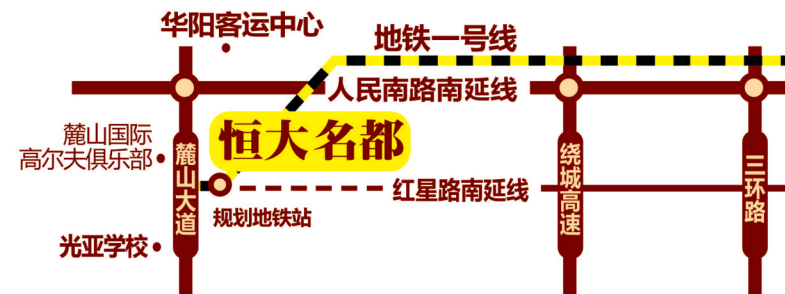 华阳客运中心
地铁一号线
人民南路南延线
恒大名都
麓山国际
高尔夫俱乐部
麓山大道
绕城高速
三环路
红星路南延线
规划地铁站
光亚学校